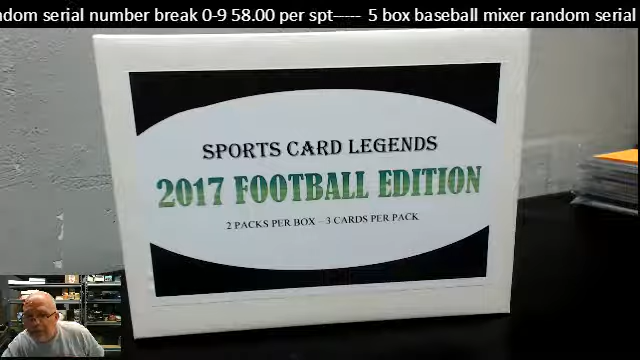 ndom serial number break 0-9 58.00 per spt----- 5 box baseball mixer random serial
SPORTS CARD LEGENDS
2017 FOOTBALL EDITION
2 PACKS PER BOX – 3 CARDS PER PACK